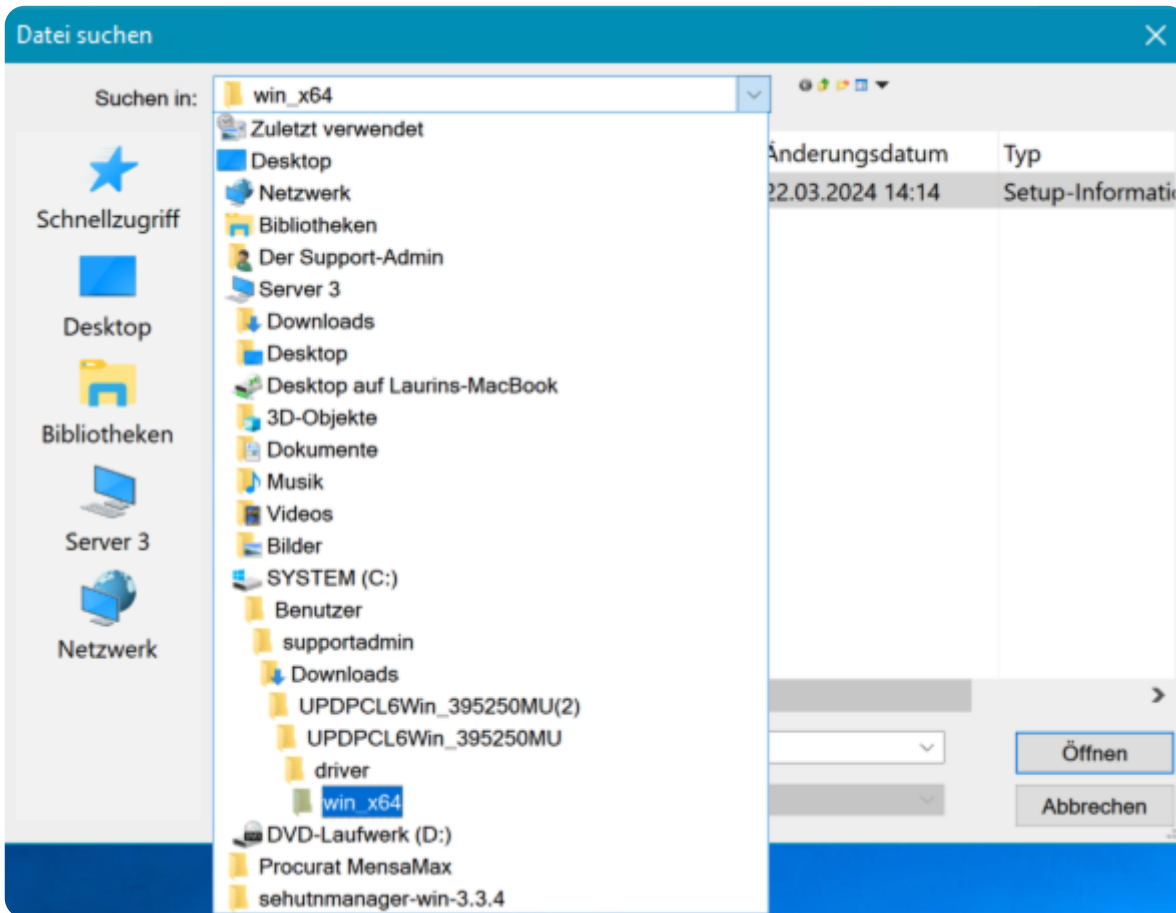 Datei suchen
Suchen in:
win_x64
Zuletzt verwendet
Desktop
Netzwerk
Bibliotheken
Der Support-Admin
Server 3
Downloads
Desktop
Desktop auf Laurins-MacBook
3D-Objekte
Dokumente
Musik
Videos
Bilder
SYSTEM (C:)
Benutzer
supportadmin
Downloads
UPDPCL6Win_395250MU(2)
UPDPCL6Win_395250MU
driver
win_x64
DVD-Laufwerk (D:)
Procurat MensaMax
sehutnmanager-win-3.3.4
Schnellzugriff
Desktop
Bibliotheken
Server 3
Netzwerk
Änderungsdatum Typ
22.03.2024 14:14 Setup-Informati
Öffnen
Abbrechen